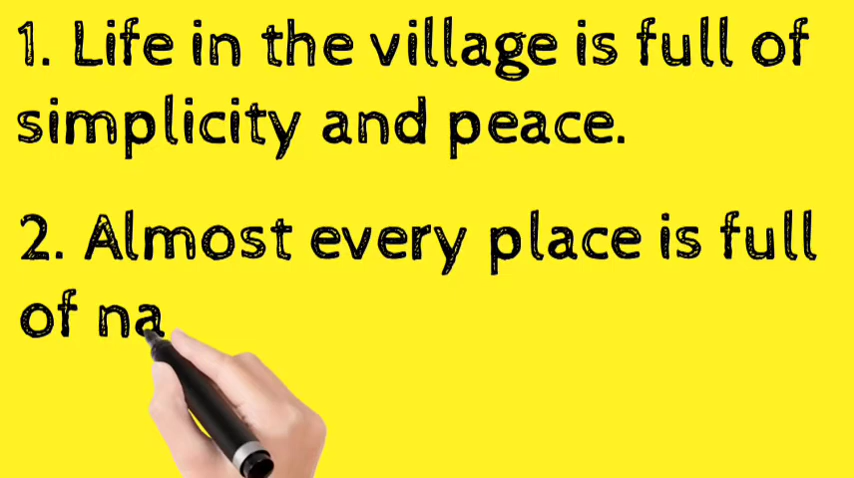 1. Life in the village is full of
simplicity and peace.
2. Almost every place is full
of na